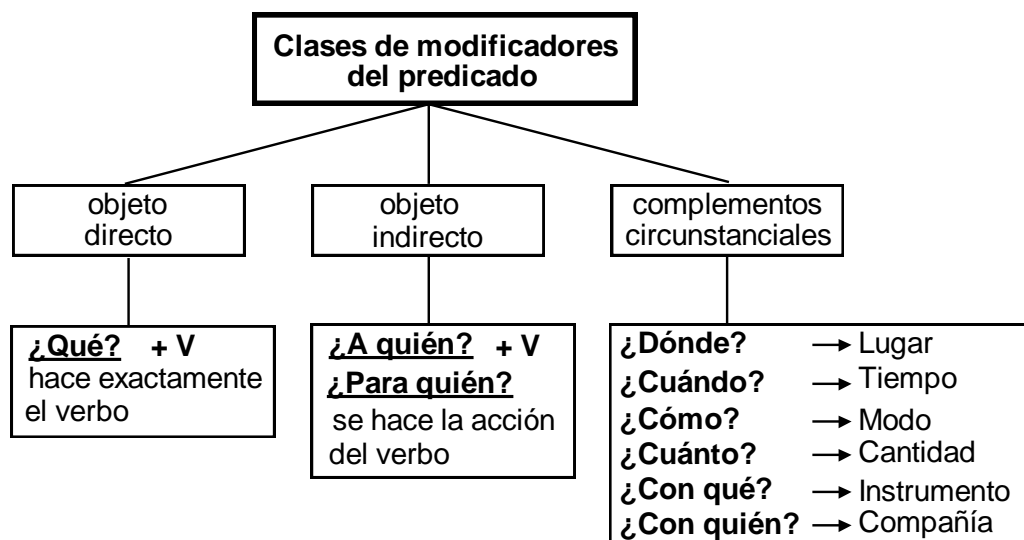 Clases de modificadores
del predicado
objeto
directo
objeto
indirecto
complementos
circunstanciales
¿Qué? + V
hace exactamente
el verbo
¿A quién? + V
¿Para quién?
se hace la acción
del verbo
¿Dónde? → Lugar
¿Cuándo? → Tiempo
¿Cómo? → Modo
¿Cuánto? → Cantidad
¿Con qué? → Instrumento
¿Con quién? → Compañía